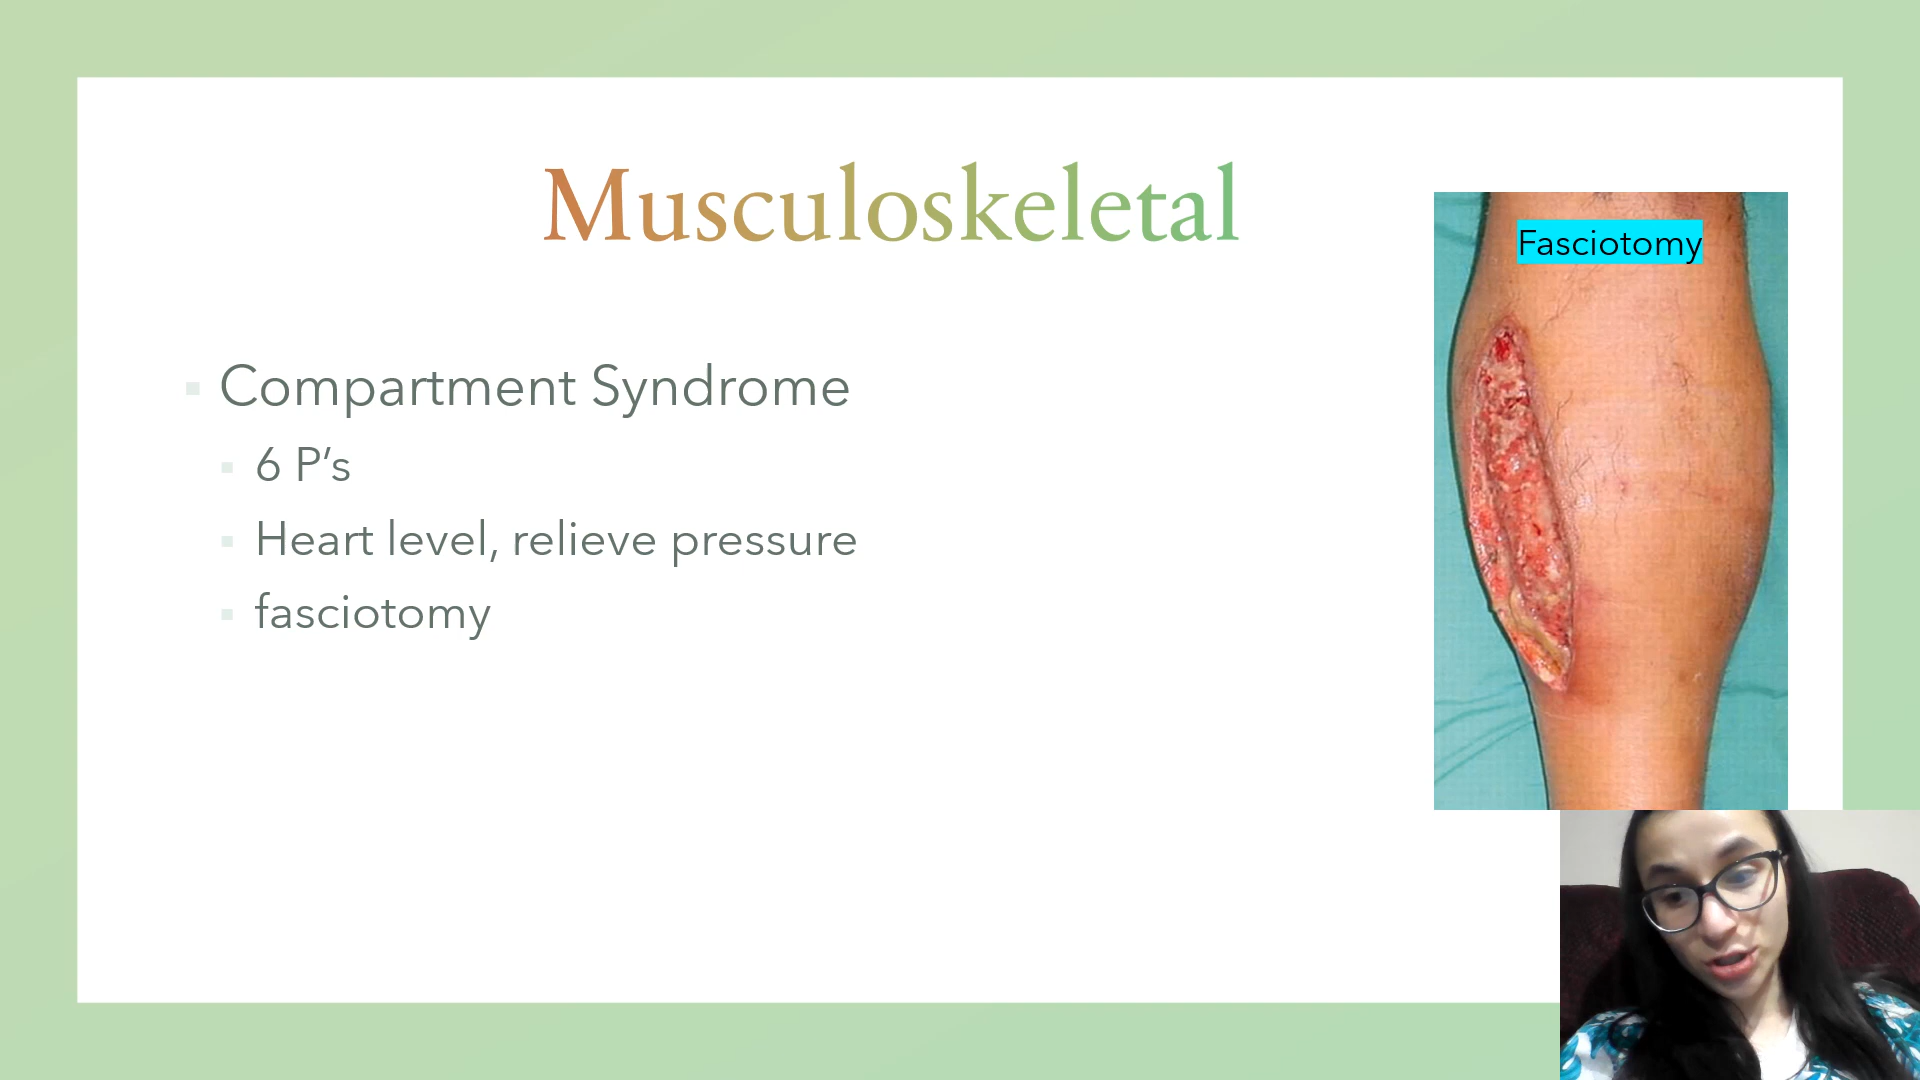 Musculoskeletal
Fasciotomy
Compartment Syndrome
6 P’s
Heart level, relieve pressure
fasciotomy